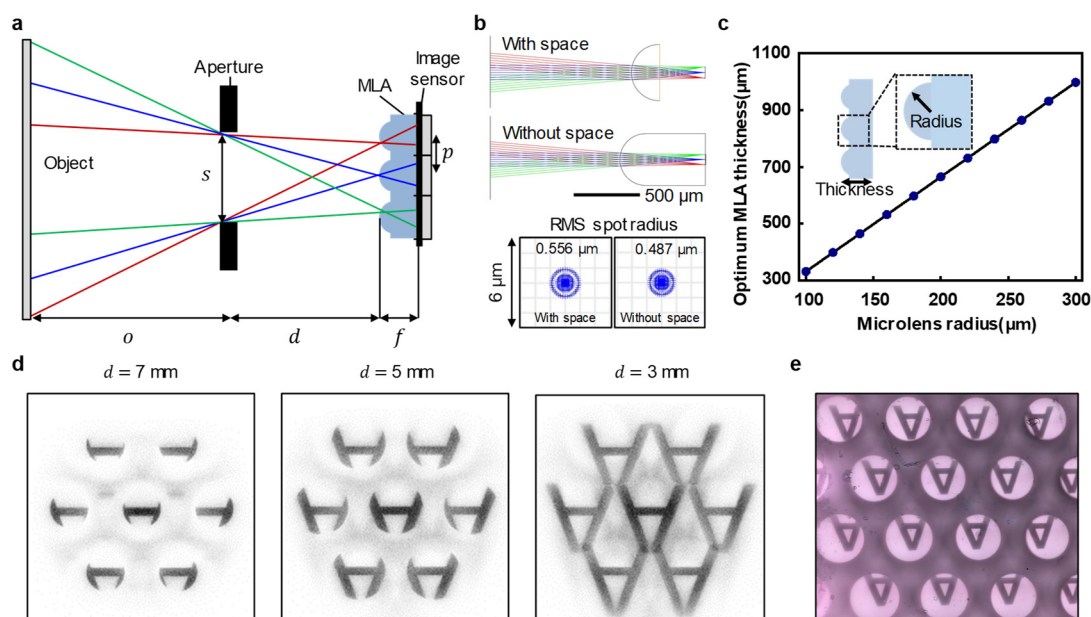 a
Object
Aperture
MLA
Image
sensor
s
p
o
d
f
b
With space
Without space
500 μm
RMS spot radius
6 μm
0.556 μm
With space
0.487 μm
Without space
c
Optimum MLA thickness(μm)
1100
900
700
500
300
Radius
Thickness
100
150
200
250
300
Microlens radius(μm)
d
d = 7 mm
d = 5 mm
d = 3 mm
e
A A A A
A A A A
A A A A
A A A A